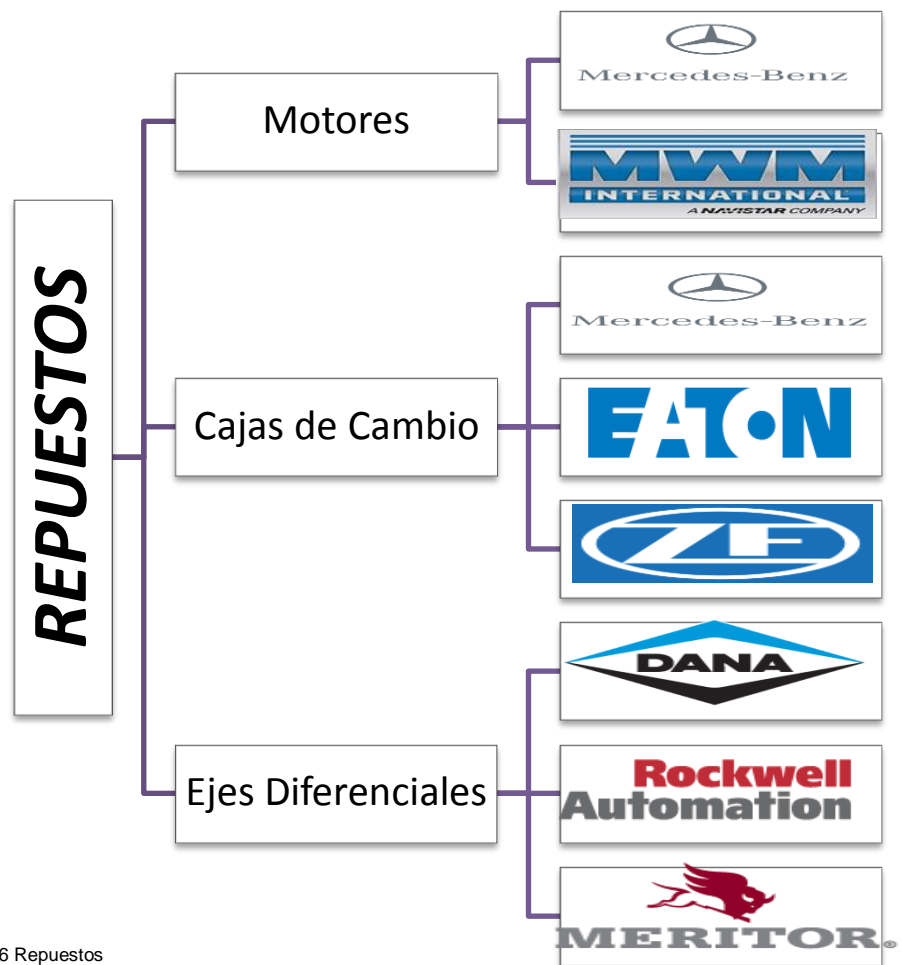 REPUESTOS
Motores
Mercedes-Benz
MWM
INTERNATIONAL
A NAVISTAR COMPANY
Cajas de Cambio
Mercedes-Benz
EATON
ZF
Ejes Diferenciales
DANA
Rockwell
Automation
MERITOR®
6 Repuestos